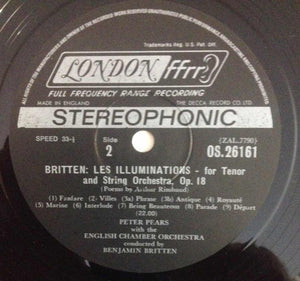 Trademarks Reg. U.S. Pat. Off.
LONDON ffrr
FULL FREQUENCY RANGE RECORDING
MADE IN ENGLAND THE DECCA RECORD CO. LTD
STEREOPHONIC
SPEED 33-⅓ Side 2 (ZAL.7790) OS.26161
BRITTEN: LES ILLUMINATIONS - for Tenor
and String Orchestra, Op. 18
(Poems by Arthur Rimbaud)
(1) Fanfare (2) Villes (3a) Phrase (3b) Antique (4) Royauté
(5) Marine (6) Interlude (7) Being Beauteous (8) Parade (9) Départ
(22.00)
PETER PEARS
with the
ENGLISH CHAMBER ORCHESTRA
conducted by
BENJAMIN BRITTEN